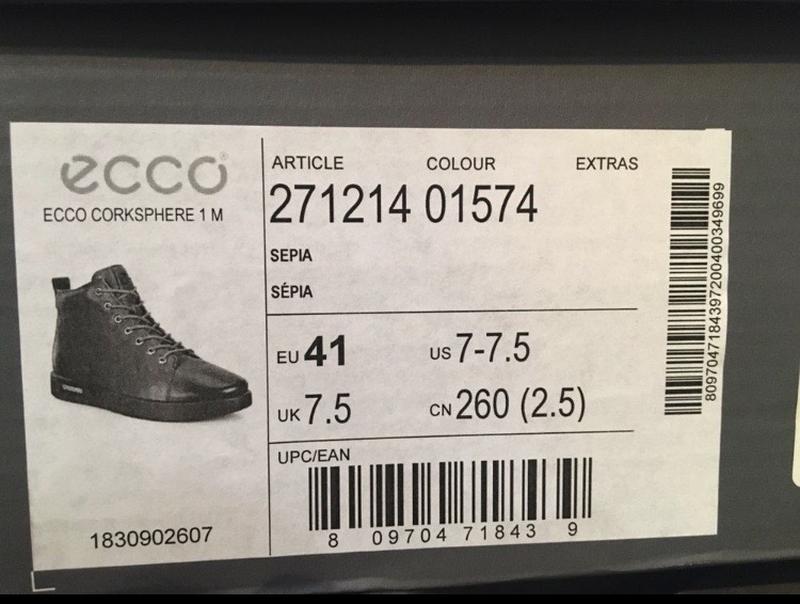 ecco
ECCO CORKSPHERE 1 M
1830902607
ARTICLE COLOUR EXTRAS
271214 01574
SEPIA
SÉPIA
EU 41 US 7-7.5
UK 7.5 CN 260 (2.5)
UPC/EAN
8 09704 71843 9
8097047184397200400349699